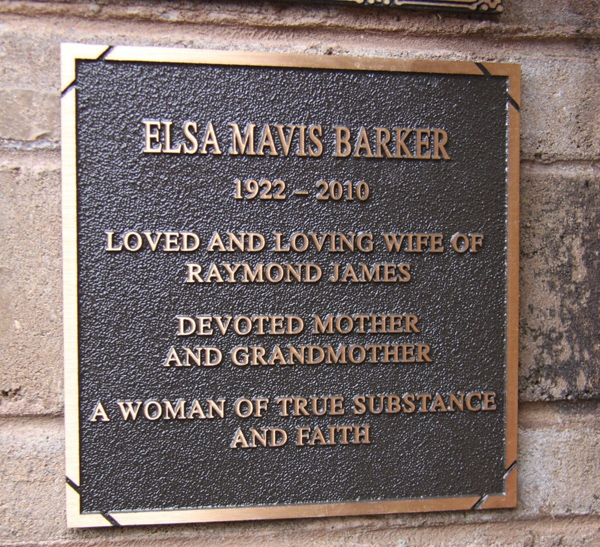 ELSA MAVIS BARKER
1922 – 2010
LOVED AND LOVING WIFE OF
RAYMOND JAMES
DEVOTED MOTHER
AND GRANDMOTHER
A WOMAN OF TRUE SUBSTANCE
AND FAITH